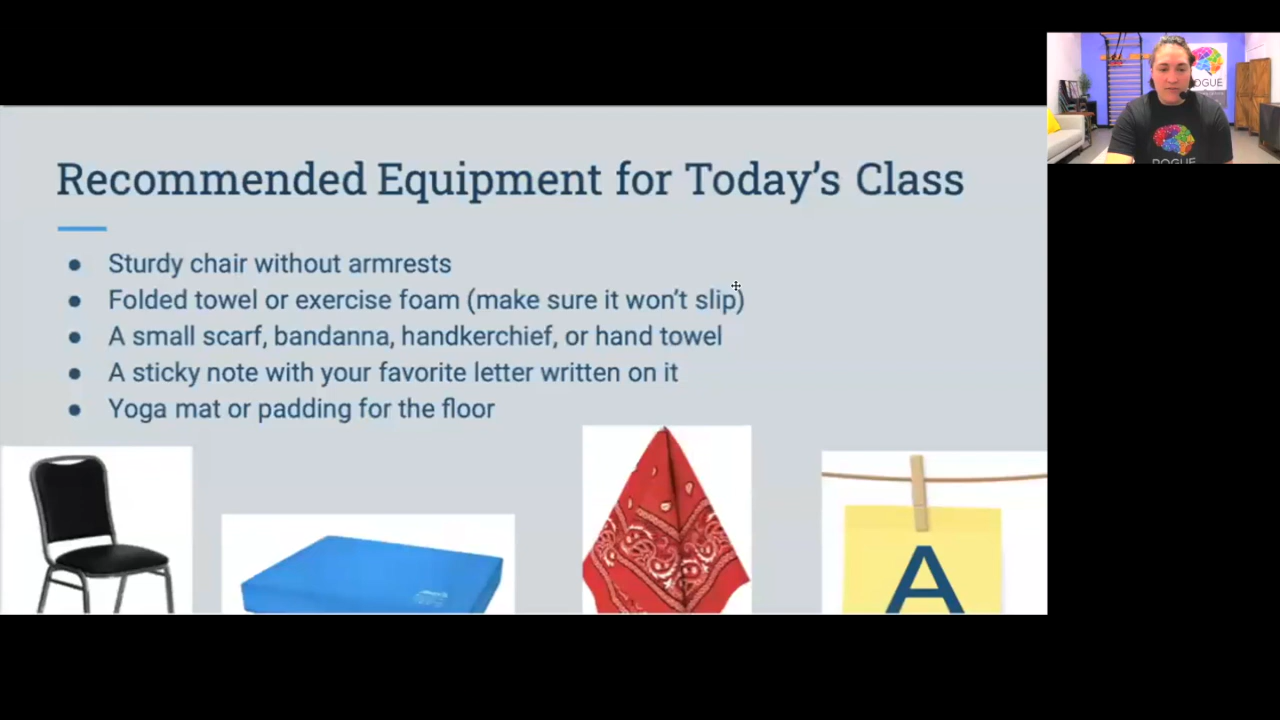 Recommended Equipment for Today's Class
● Sturdy chair without armrests
● Folded towel or exercise foam (make sure it won't slip)
● A small scarf, bandanna, handkerchief, or hand towel
● A sticky note with your favorite letter written on it
● Yoga mat or padding for the floor
A